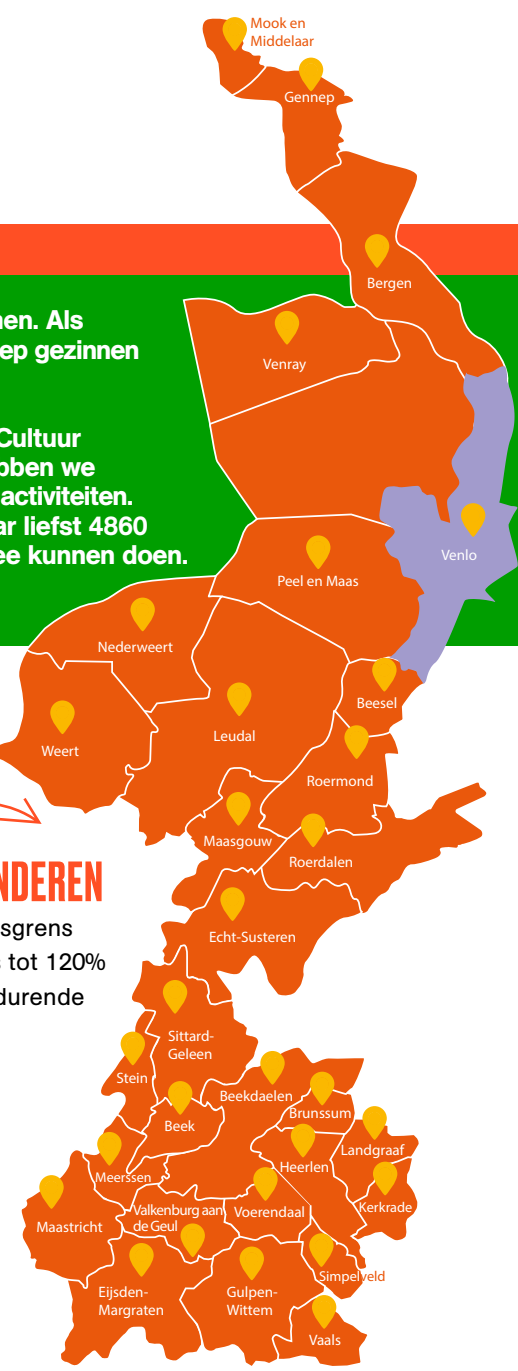 Mook en
Middelaar
Gennep
Bergen
Venray
Cultuur
bben we
activiteiten.
ar liefst 4860
ee kunnen doen.
nen. Als
ep gezinnen
Venlo
Peel en Maas
Nederweert
Beesel
Leudal
Weert
Roermond
Maasgouw
Roerdalen
NDEREN
sgrens
s tot 120%
durende
Echt-Susteren
Sittard-
Geleen
Stein
Beekdaelen
Brunssum
Beek
Landgraaf
Heerlen
Meerssen
Kerkrade
Valkenburg aan
de Geul
Voerendaal
Maastricht
Simpelveld
Eijsden-
Margraten
Gulpen-
Wittem
Vaals